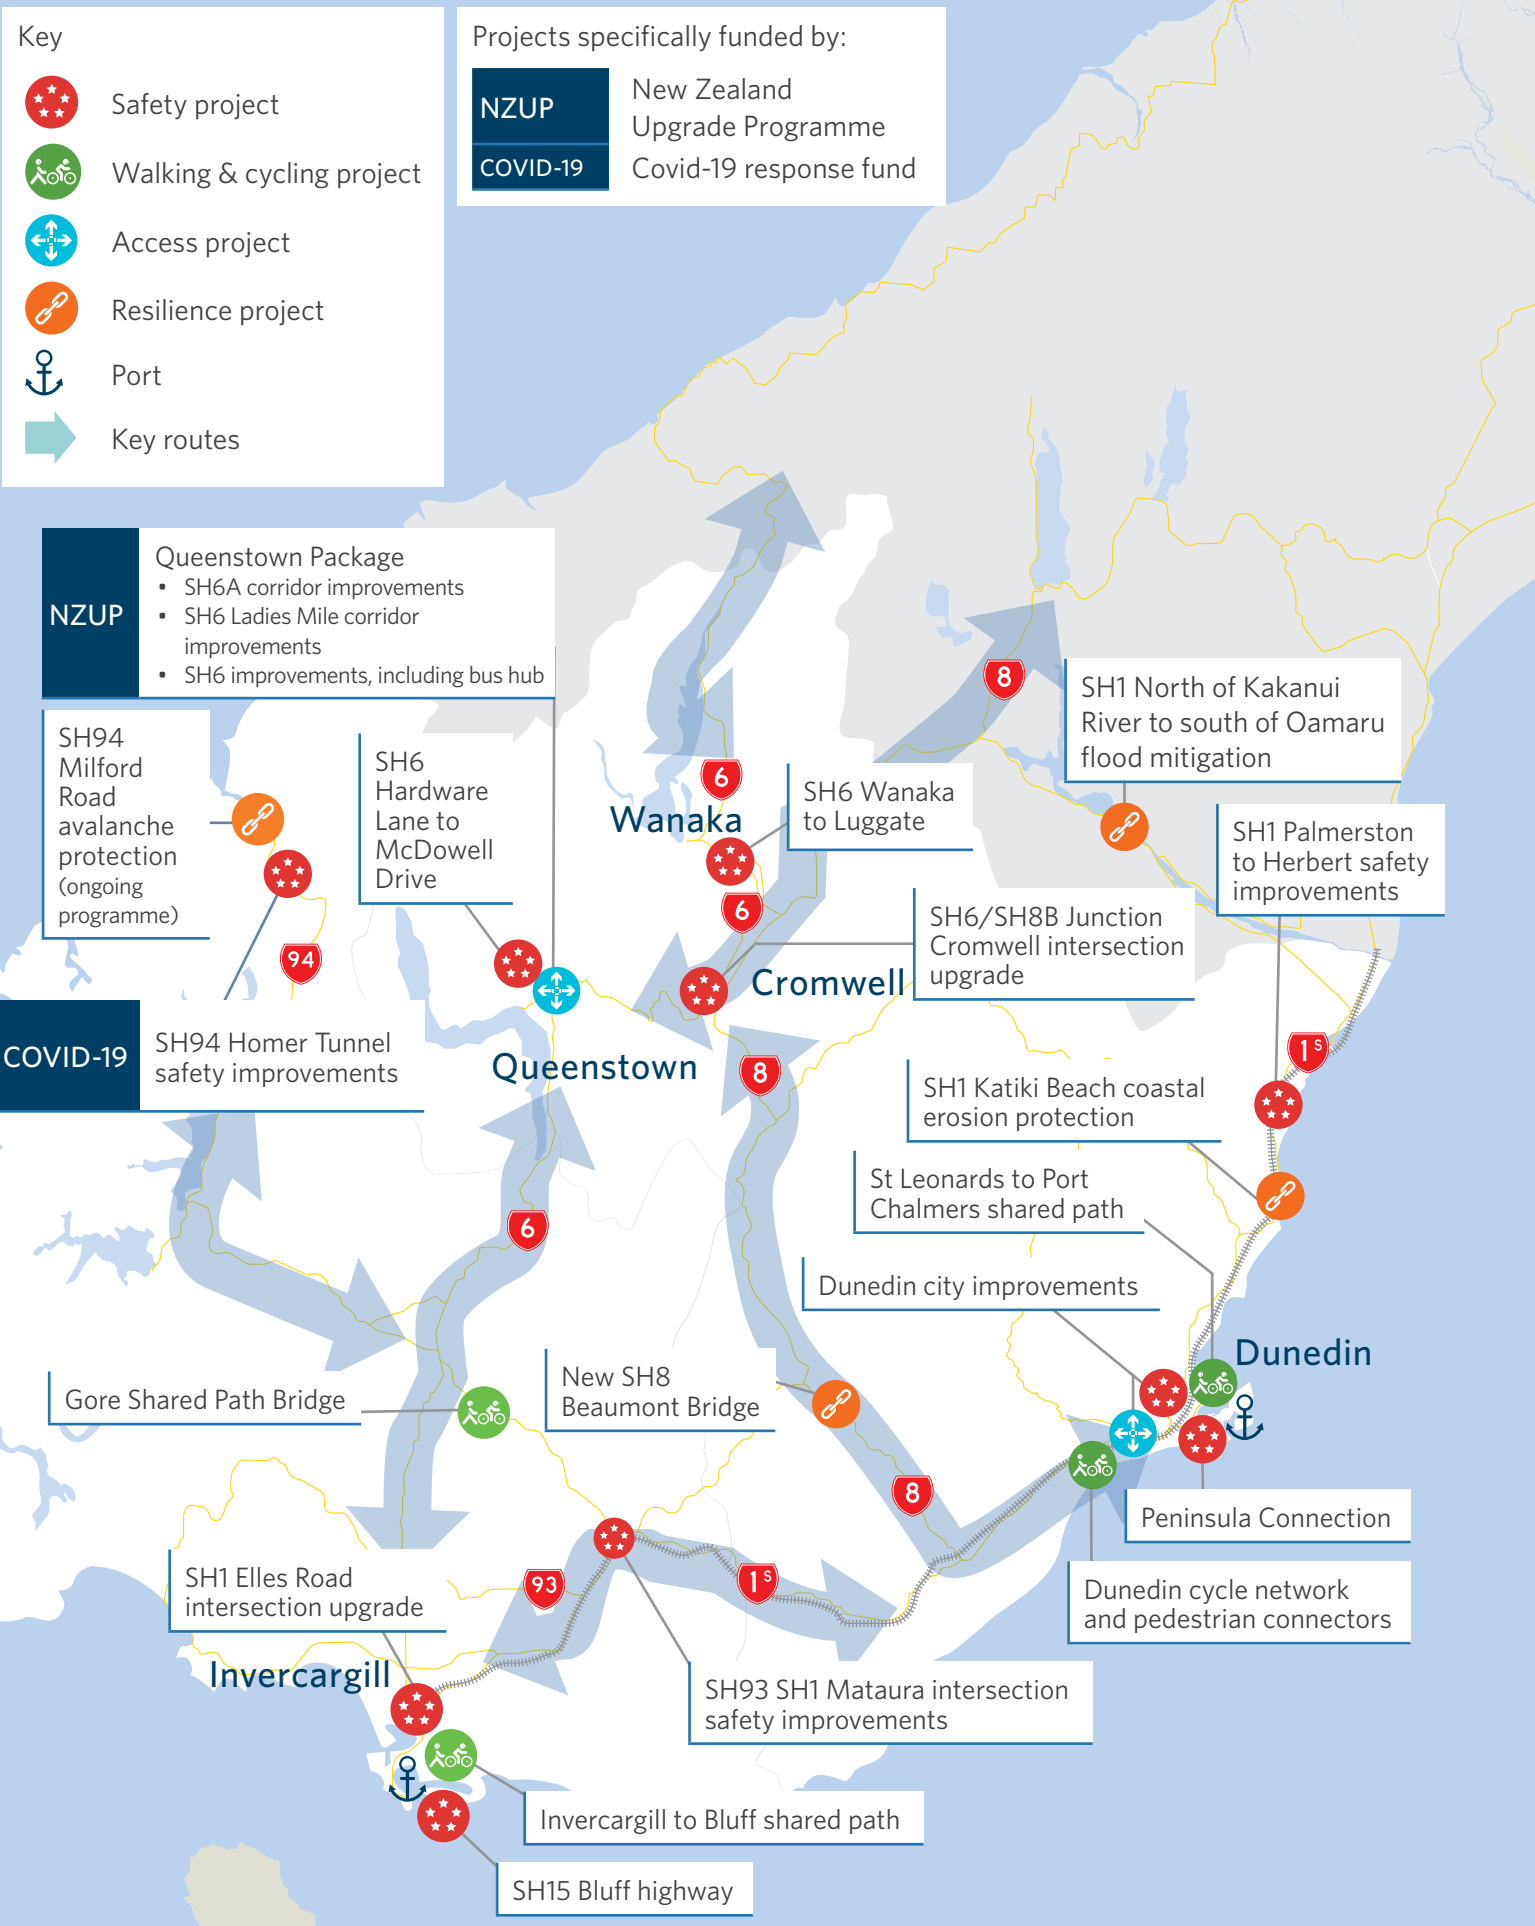 Key
Safety project
Walking & cycling project
Access project
Resilience project
Port
Key routes
Projects specifically funded by:
NZUP
New Zealand
Upgrade Programme
COVID-19
Covid-19 response fund
NZUP
Queenstown Package
• SH6A corridor improvements
• SH6 Ladies Mile corridor
improvements
• SH6 improvements, including bus hub
SH94
Milford
Road
avalanche
protection
(ongoing
programme)
SH6
Hardware
Lane to
McDowell
Drive
8
SH1 North of Kakanui
River to south of Oamaru
flood mitigation
6
Wanaka
SH6 Wanaka
to Luggate
SH1 Palmerston
to Herbert safety
improvements
6
SH6/SH8B Junction
Cromwell intersection
upgrade
94
Cromwell
COVID-19
SH94 Homer Tunnel
safety improvements
Queenstown
8
1S
SH1 Katiki Beach coastal
erosion protection
St Leonards to Port
Chalmers shared path
6
Dunedin city improvements
Dunedin
Gore Shared Path Bridge
New SH8
Beaumont Bridge
8
Peninsula Connection
SH1 Elles Road
intersection upgrade
93
1S
Dunedin cycle network
and pedestrian connectors
Invercargill
SH93 SH1 Mataura intersection
safety improvements
Invercargill to Bluff shared path
SH15 Bluff highway